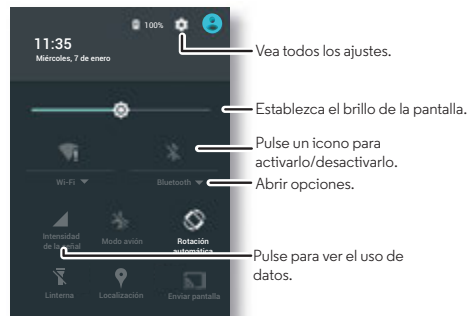 100%
11:35
Miércoles, 7 de enero
Vea todos los ajustes.
Establezca el brillo de la pantalla.
Pulse un icono para
activarlo/desactivarlo.
Wi-Fi
Bluetooth
Abrir opciones.
Intensidad
de la señal
Modo avión
Rotación
automática
Pulse para ver el uso de
datos.
Linterna
Localización
Enviar pantalla